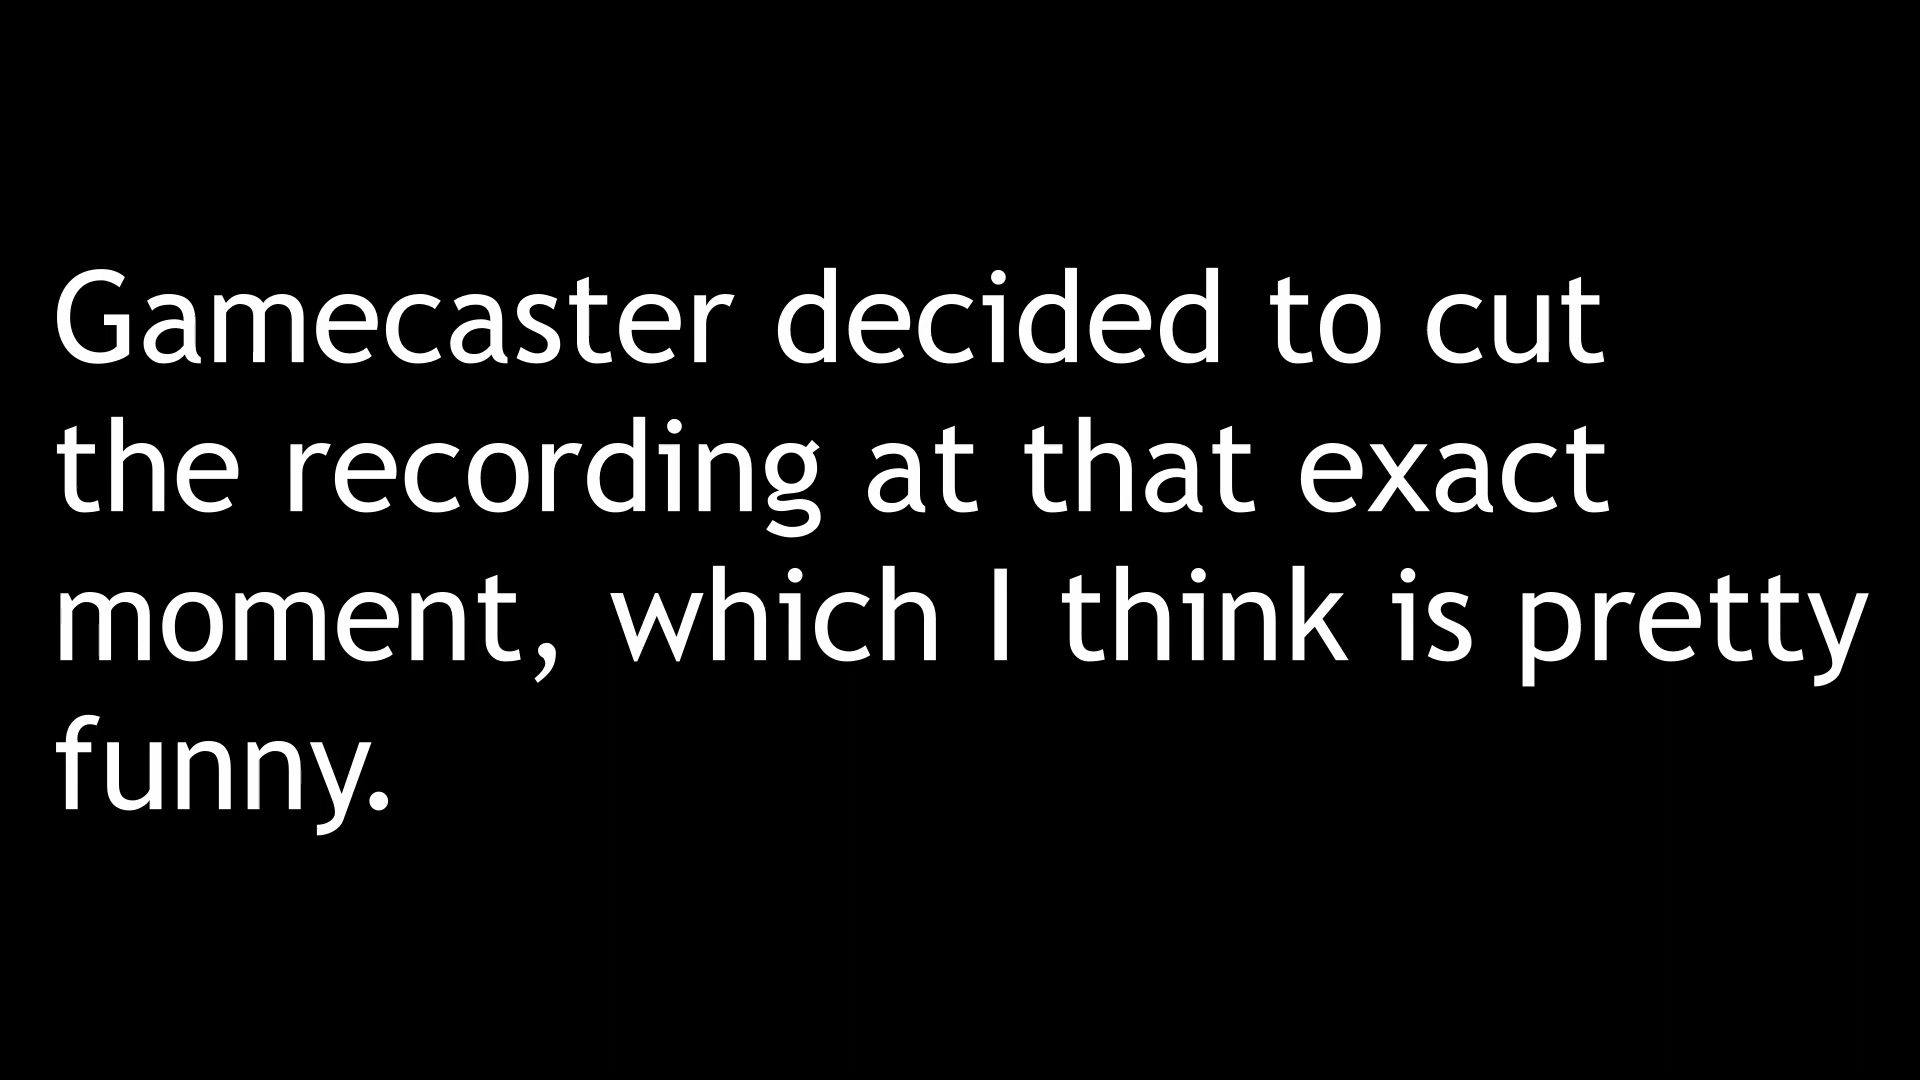 Gamecaster decided to cut
the recording at that exact
moment, which I think is pretty
funny.